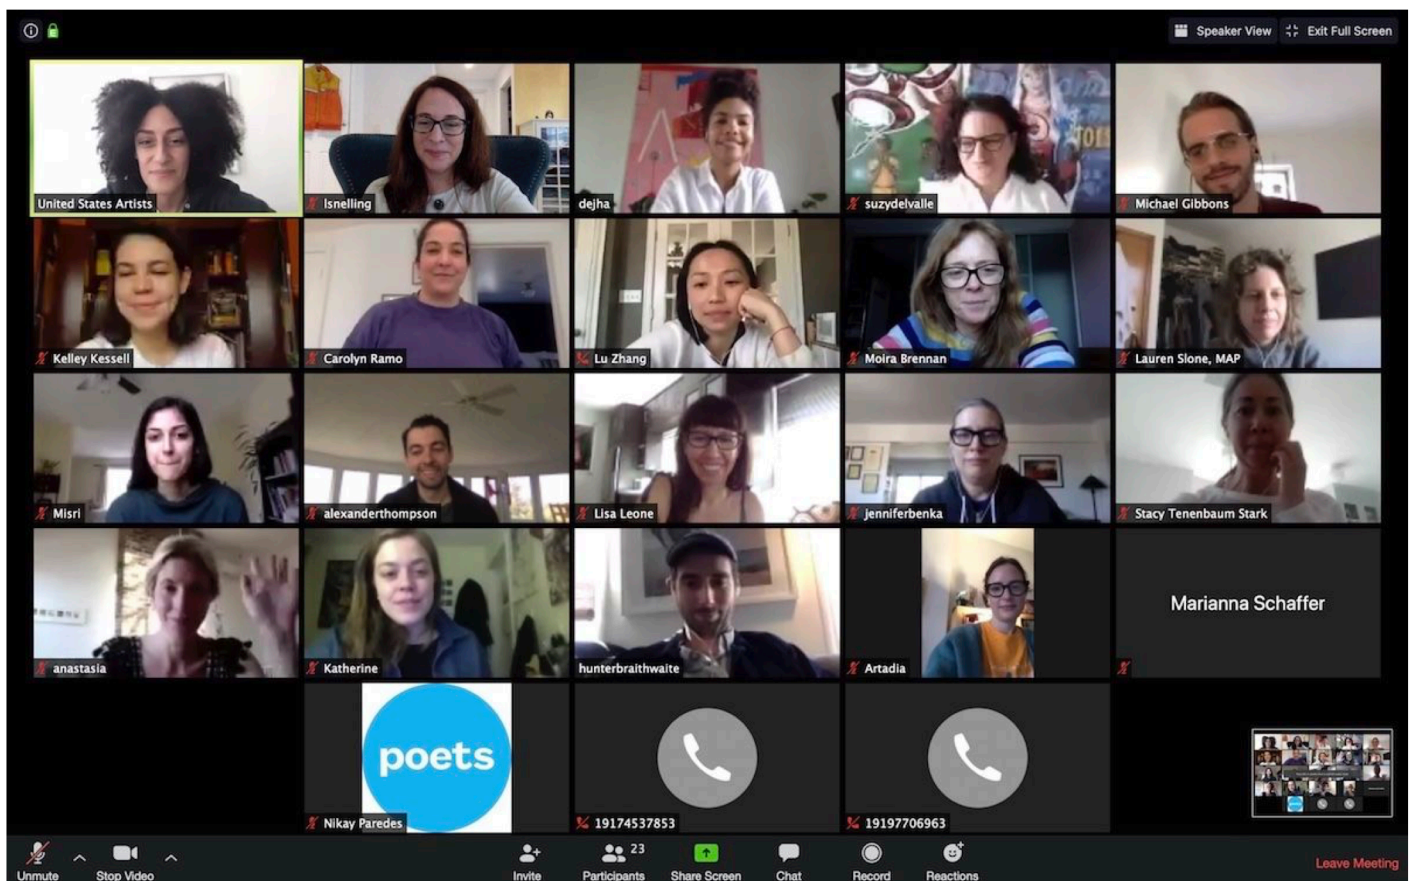 Speaker View
Exit Full Screen
United States Artists
lsnelling
dejha
suzydelvalle
Michael Gibbons
Kelley Kessell
Carolyn Ramo
Lu Zhang
Moira Brennan
Lauren Slone, MAP
Misri
alexanderthompson
Lisa Leone
jenniferbenka
Stacy Tenenbaum Stark
anastasia
Katherine
hunterbraithwaite
Artadia
Marianna Schaffer
poets
Nikay Paredes
19174537853
19197706963
Unmute
Stop Video
Invite
Participants 23
Share Screen
Chat
Record
Reactions
Leave Meeting